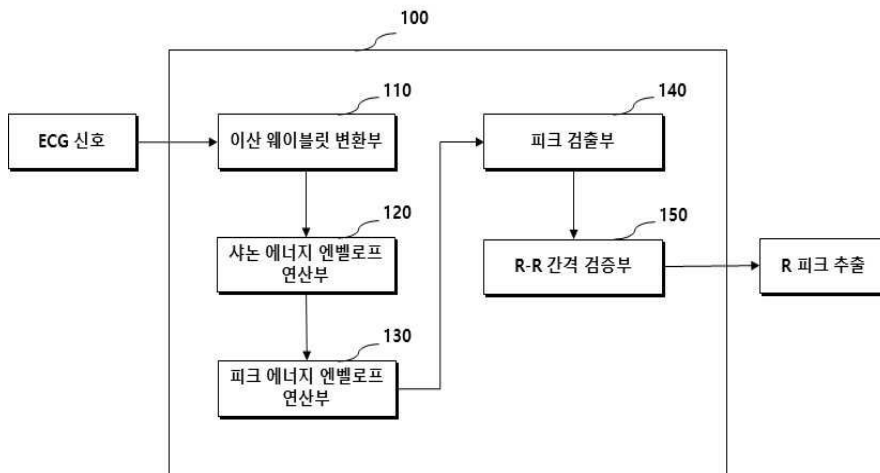 100
110
140
ECG 신호
이산 웨이블릿 변환부
피크 검출부
120
150
샤논 에너지 엔벨로프
연산부
R-R 간격 검증부
R 피크 추출
130
피크 에너지 엔벨로프
연산부